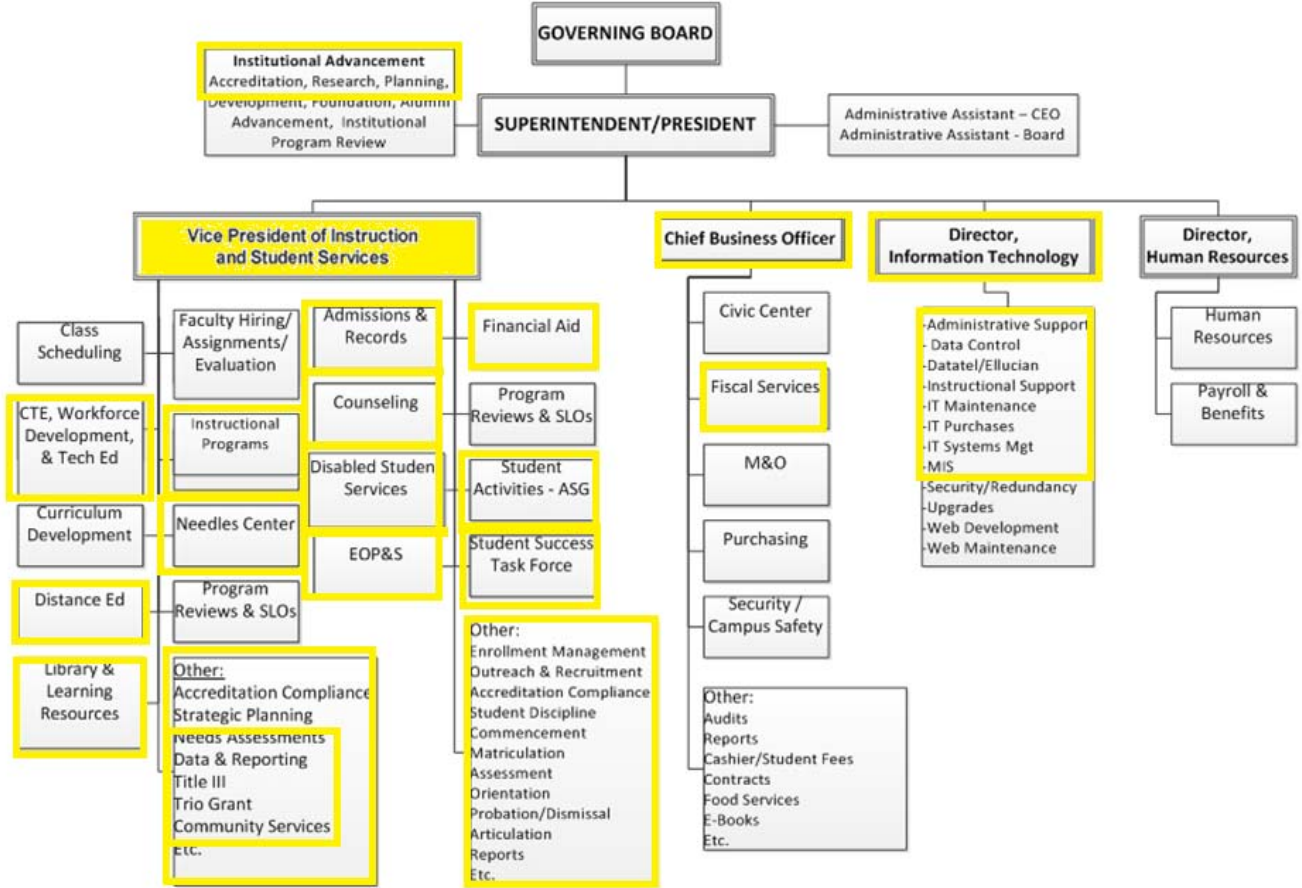 GOVERNING BOARD
Institutional Advancement
Accreditation, Research, Planning,
Development, Foundation, Alumni
Advancement, Institutional
Program Review
SUPERINTENDENT/PRESIDENT
Administrative Assistant – CEO
Administrative Assistant - Board
Vice President of Instruction
and Student Services
Chief Business Officer
Director,
Information Technology
Director,
Human Resources
Class
Scheduling
Faculty Hiring/
Assignments/
Evaluation
Admissions &
Records
Financial Aid
CTE, Workforce
Development,
& Tech Ed
Instructional
Programs
Counseling
Program
Reviews & SLOs
Disabled Studen
Services
Student
Activities - ASG
Curriculum
Development
Needles Center
EOP&S
Student Success
Task Force
Distance Ed
Program
Reviews & SLOs
Library &
Learning
Resources
Other:
Accreditation Compliance
Strategic Planning
Needs Assessments
Data & Reporting
Title III
Trio Grant
Community Services
Etc.
Other:
Enrollment Management
Outreach & Recruitment
Accreditation Compliance
Student Discipline
Commencement
Matriculation
Assessment
Orientation
Probation/Dismissal
Articulation
Reports
Etc.
Civic Center
Fiscal Services
M&O
Purchasing
Security /
Campus Safety
Other:
Audits
Reports
Cashier/Student Fees
Contracts
Food Services
E-Books
Etc.
-Administrative Support
- Data Control
-Datatel/Ellucian
-Instructional Support
-IT Maintenance
-IT Purchases
-IT Systems Mgt
-MIS
-Security/Redundancy
-Upgrades
-Web Development
-Web Maintenance
Human
Resources
Payroll &
Benefits